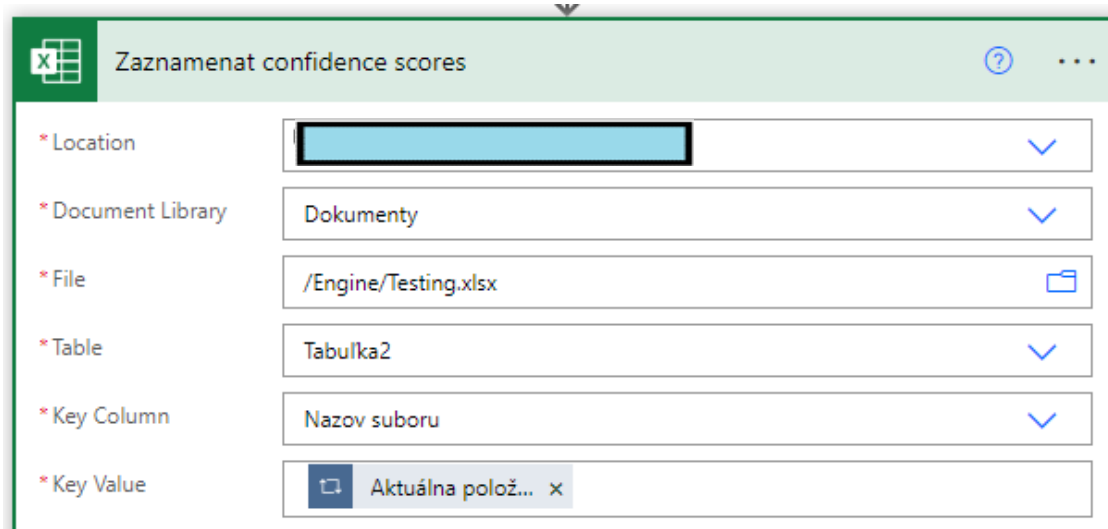 Zaznamenat confidence scores
* Location
* Document Library Dokumenty
* File /Engine/Testing.xlsx
* Table Tabuľka2
* Key Column Nazov suboru
* Key Value Aktuálna polož... ×